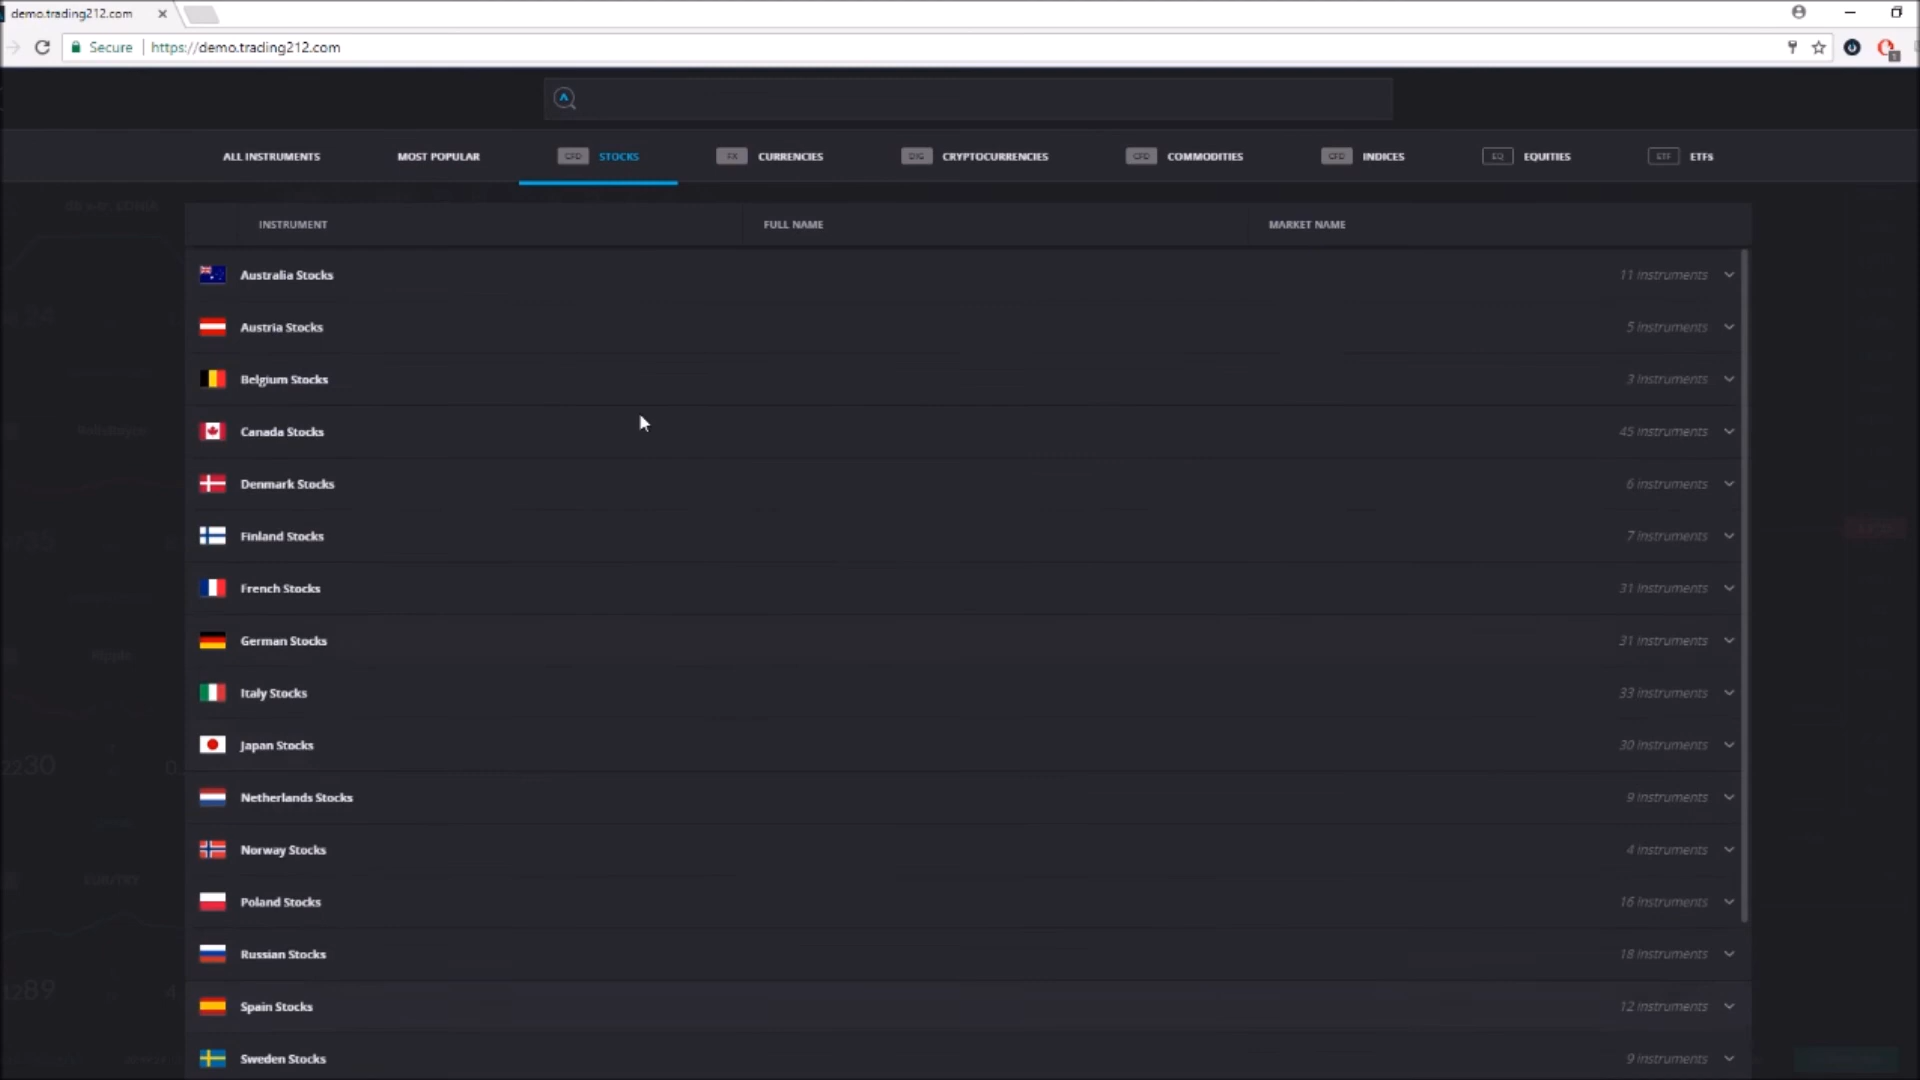 demo.trading212.com
Secure https://demo.trading212.com
ALL INSTRUMENTS MOST POPULAR CFD STOCKS FX CURRENCIES DIG CRYPTOCURRENCIES CFD COMMODITIES CFD INDICES EQ EQUITIES ETF ETFs
INSTRUMENT FULL NAME MARKET NAME
Australia Stocks 11 instruments
Austria Stocks 5 instruments
Belgium Stocks 3 instruments
Canada Stocks 45 instruments
Denmark Stocks 6 instruments
Finland Stocks 7 instruments
French Stocks 31 instruments
German Stocks 31 instruments
Italy Stocks 33 instruments
Japan Stocks 30 instruments
Netherlands Stocks 9 instruments
Norway Stocks 4 instruments
Poland Stocks 16 instruments
Russian Stocks 18 instruments
Spain Stocks 12 instruments
Sweden Stocks 9 instruments